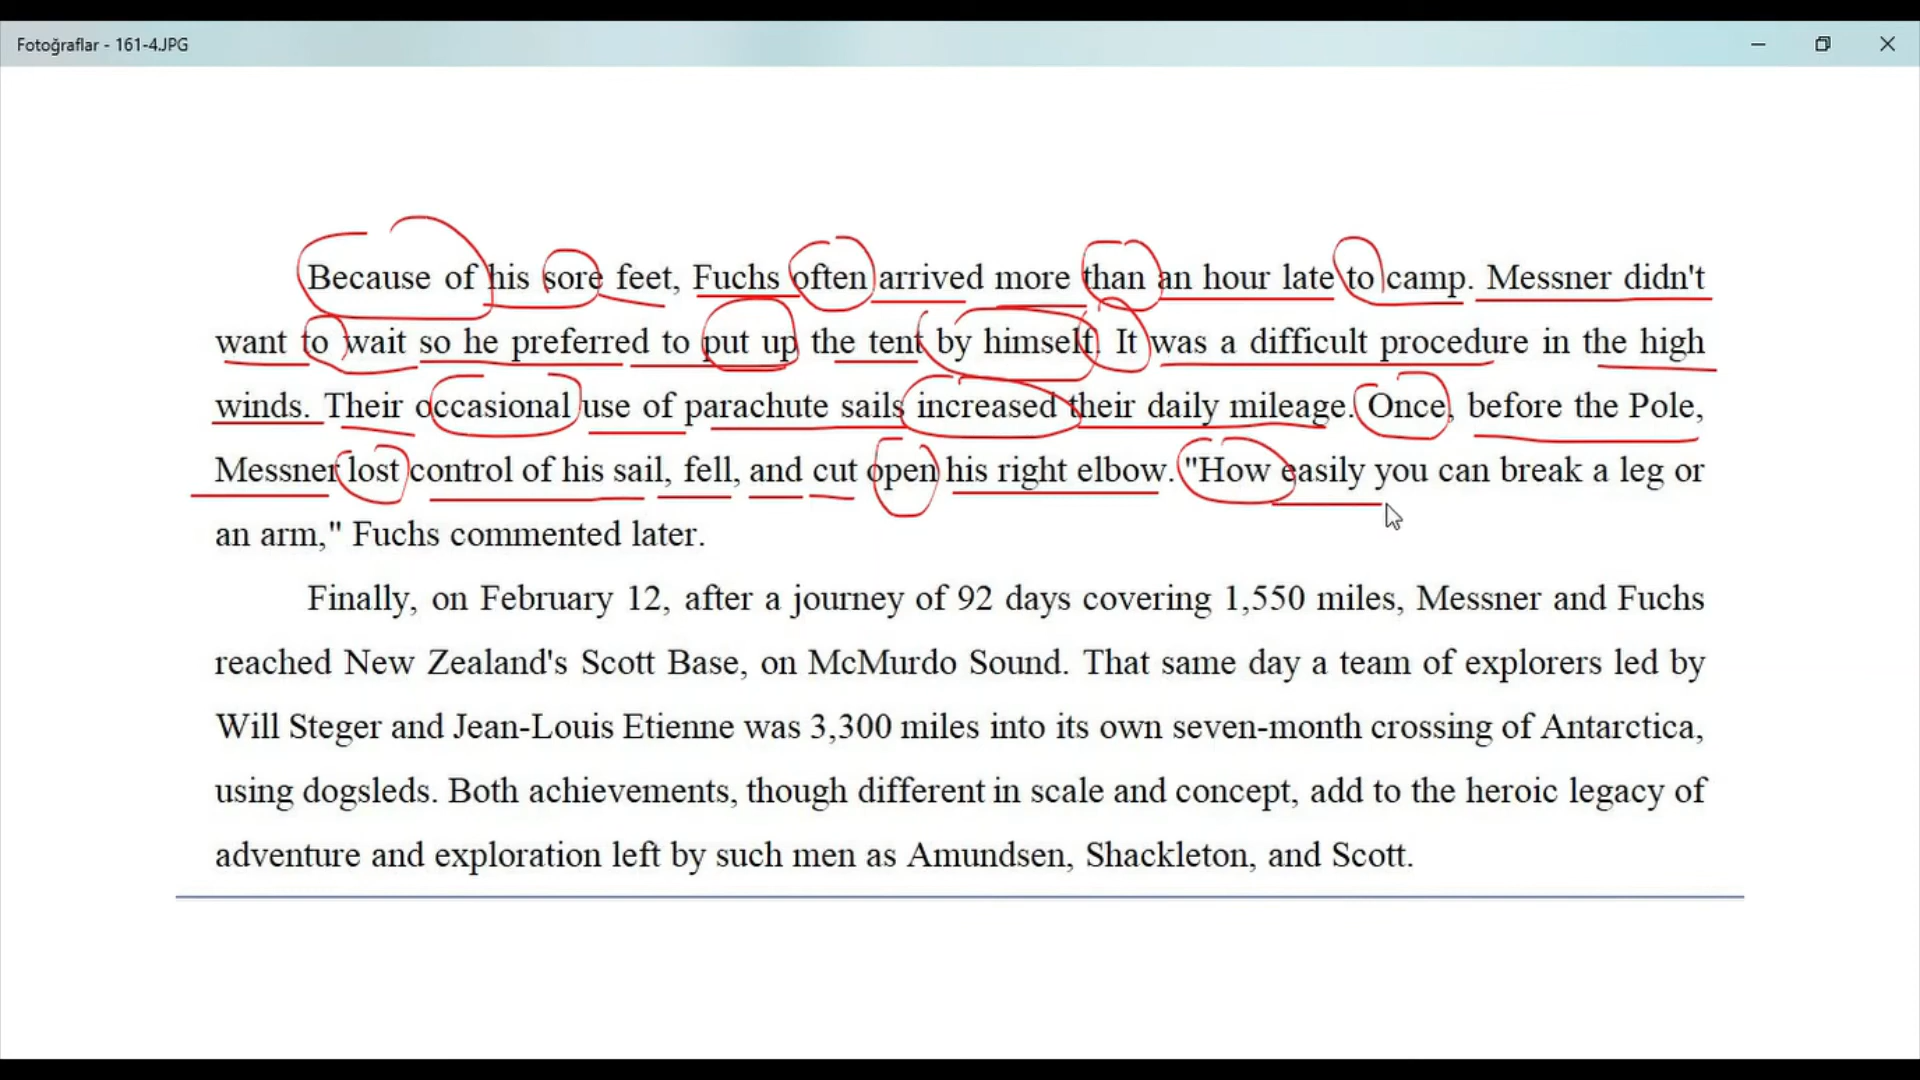 Fotoğraflar - 161-4.JPG
Because of his sore feet, Fuchs often arrived more than an hour late to camp. Messner didn't
want to wait so he preferred to put up the tent by himself. It was a difficult procedure in the high
winds. Their occasional use of parachute sails increased their daily mileage. Once, before the Pole,
Messner lost control of his sail, fell, and cut open his right elbow. "How easily you can break a leg or
an arm," Fuchs commented later.
Finally, on February 12, after a journey of 92 days covering 1,550 miles, Messner and Fuchs
reached New Zealand's Scott Base, on McMurdo Sound. That same day a team of explorers led by
Will Steger and Jean-Louis Etienne was 3,300 miles into its own seven-month crossing of Antarctica,
using dogsleds. Both achievements, though different in scale and concept, add to the heroic legacy of
adventure and exploration left by such men as Amundsen, Shackleton, and Scott.